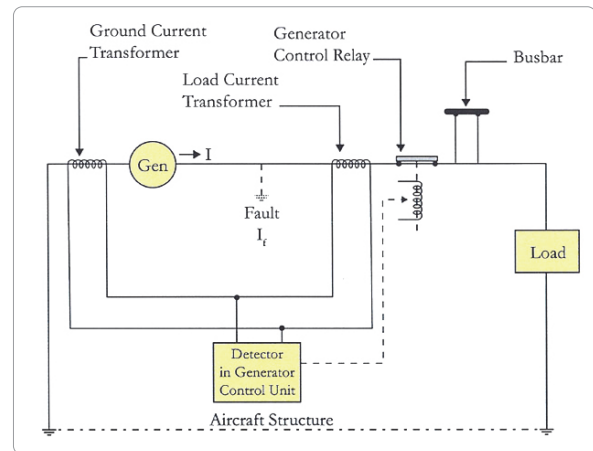 Ground Current
Transformer
Generator
Control Relay
Busbar
Load Current
Transformer
Gen
I
Fault
I_f
Load
Detector
in Generator
Control Unit
Aircraft Structure